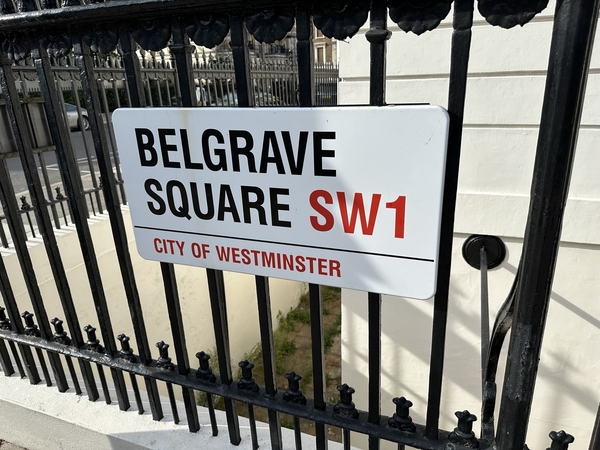 BELGRAVE
SQUARE SW1
CITY OF WESTMINSTER